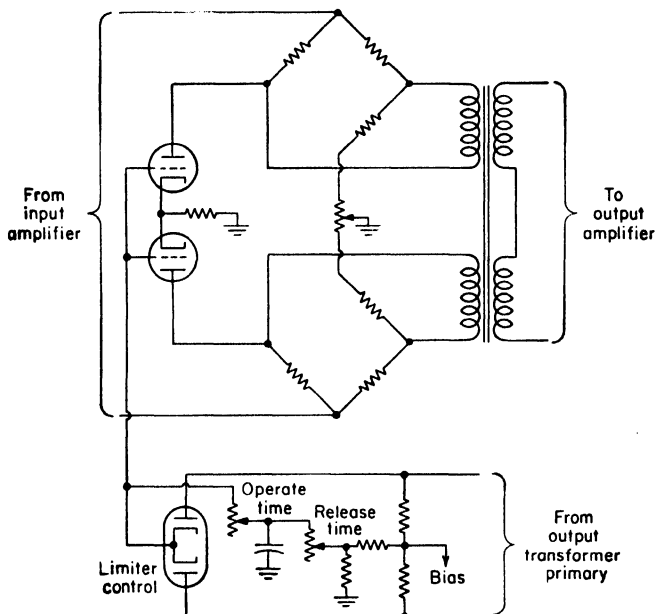 From
input
amplifier
To
output
amplifier
Operate
time
Release
time
Limiter
control
Bias
From
output
transformer
primary